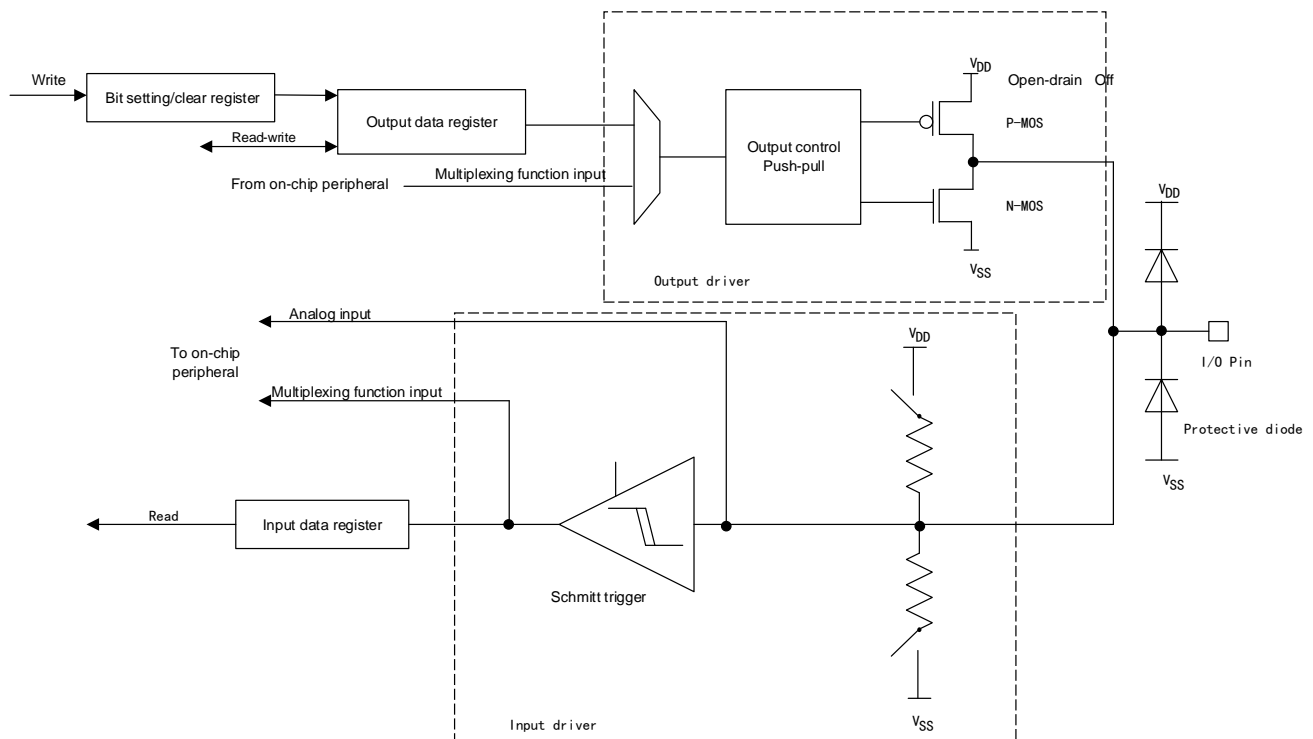 Write
Bit setting/clear register
Read-write
Output data register
From on-chip peripheral
Multiplexing function input
Output control
Push-pull
VDD
Open-drain Off
P-MOS
N-MOS
VSS
Output driver
VDD
I/O Pin
Protective diode
VSS
Analog input
To on-chip
peripheral
Multiplexing function input
Read
Input data register
Schmitt trigger
VDD
VSS
Input driver